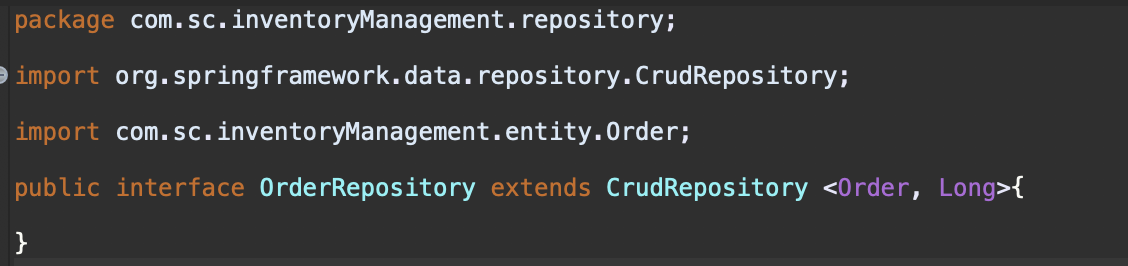 package com.sc.inventoryManagement.repository;
import org.springframework.data.repository.CrudRepository;
import com.sc.inventoryManagement.entity.Order;
public interface OrderRepository extends CrudRepository <Order, Long>{
}